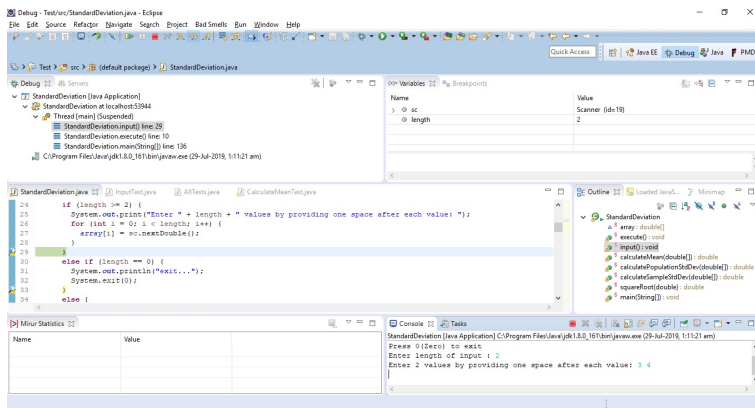 Debug - Test/src/StandardDeviation.java - Eclipse
File Edit Source Refactor Navigate Search Project Bad Smells Run Window Help
Quick Access
Java EE Debug Java PMD
Test src (default package) StandardDeviation.java
Debug Servers
StandardDeviation [Java Application]
StandardDeviation at localhost:53944
Thread [main] (Suspended)
StandardDeviation.input() line: 29
StandardDeviation.execute() line: 10
StandardDeviation.main(String[]) line: 136
C:\Program Files\Java\jdk1.8.0_161\bin\javaw.exe (29-Jul-2019, 1:11:21 am)
Variables Breakpoints
Name Value
sc Scanner (id=19)
length 2
StandardDeviation.java InputTest.java AllTests.java CalculateMeanTest.java
24 if (length >= 2) {
25 System.out.print("Enter " + length + " values by providing one space after each value: ");
26 for (int i = 0; i < length; i++) {
27 array[i] = sc.nextDouble();
28 }
29 }
30 else if (length == 0) {
31 System.out.println("exit...");
32 System.exit(0);
33 }
34 else {
Outline Loaded JavaS... Minimap
StandardDeviation
array : double[]
execute() : void
input() : void
calculateMean(double[]) : double
calculatePopulationStdDev(double[]) : double
calculateSampleStdDev(double[]) : double
squareRoot(double) : double
main(String[]) : void
Mirur Statistics
Name Value
Console Tasks
StandardDeviation [Java Application] C:\Program Files\Java\jdk1.8.0_161\bin\javaw.exe (29-Jul-2019, 1:11:21 am)
Press 0(Zero) to exit
Enter length of input : 2
Enter 2 values by providing one space after each value: 3 4